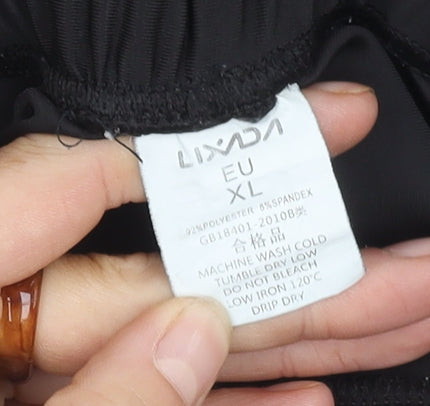 LIXADA
EU
XL
92%POLYESTER 8%SPANDEX
GB18401-2010B类
合格品
MACHINE WASH COLD
TUMBLE DRY LOW
DO NOT BLEACH
LOW IRON 120°C
DRIP DRY